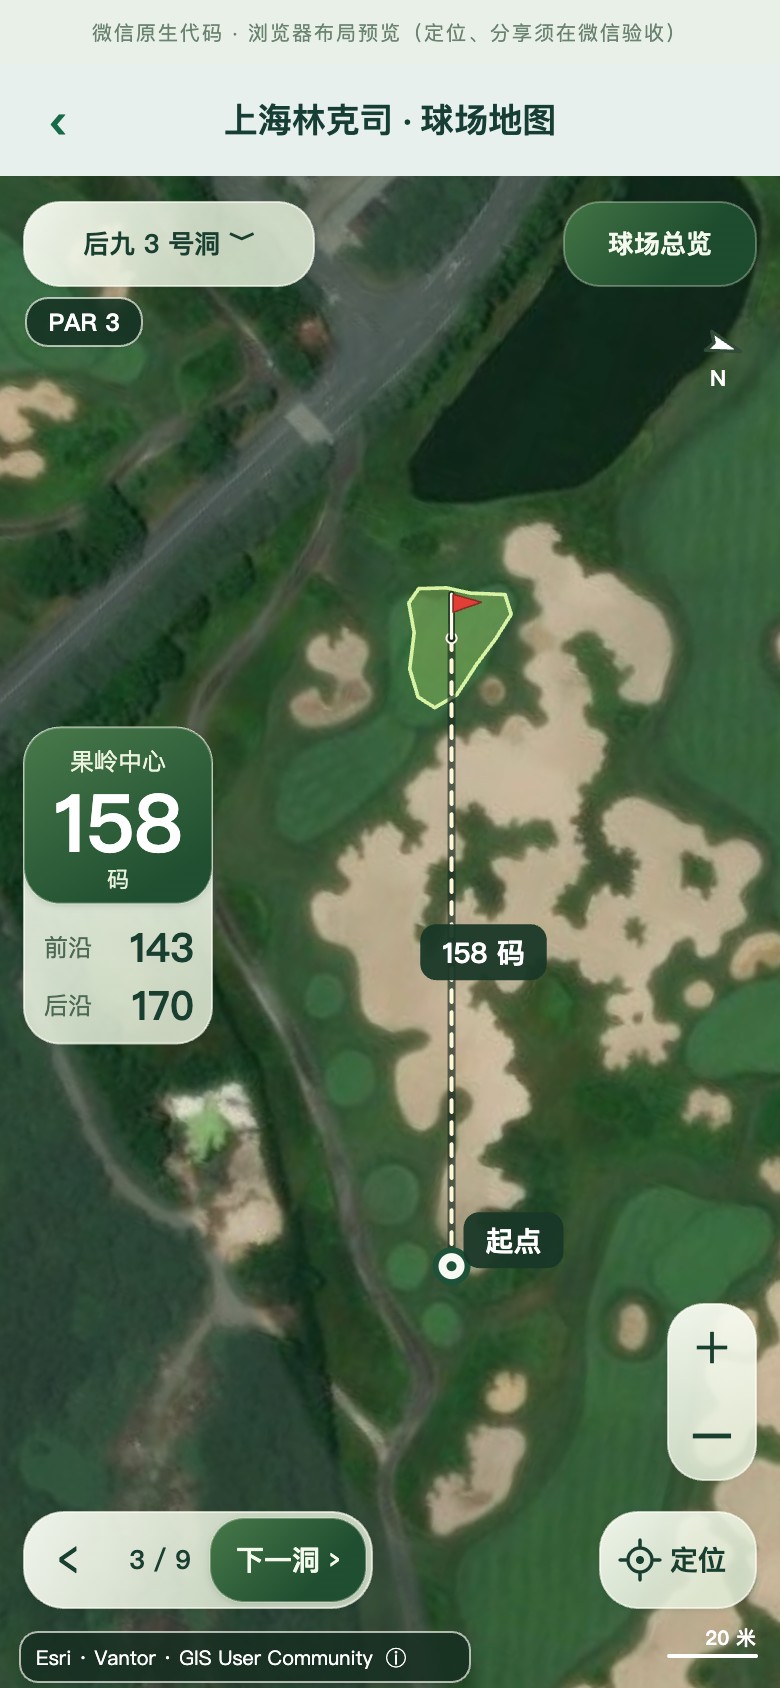 微信原生代码 · 浏览器布局预览（定位、分享须在微信验收）
‹
上海林克司 · 球场地图
后九 3 号洞
球场总览
PAR 3
N
果岭中心
158
码
前沿 143
后沿 170
158 码
起点
+
—
< 3 / 9 下一洞 ›
定位
20 米
Esri · Vantor · GIS User Community ⓘ